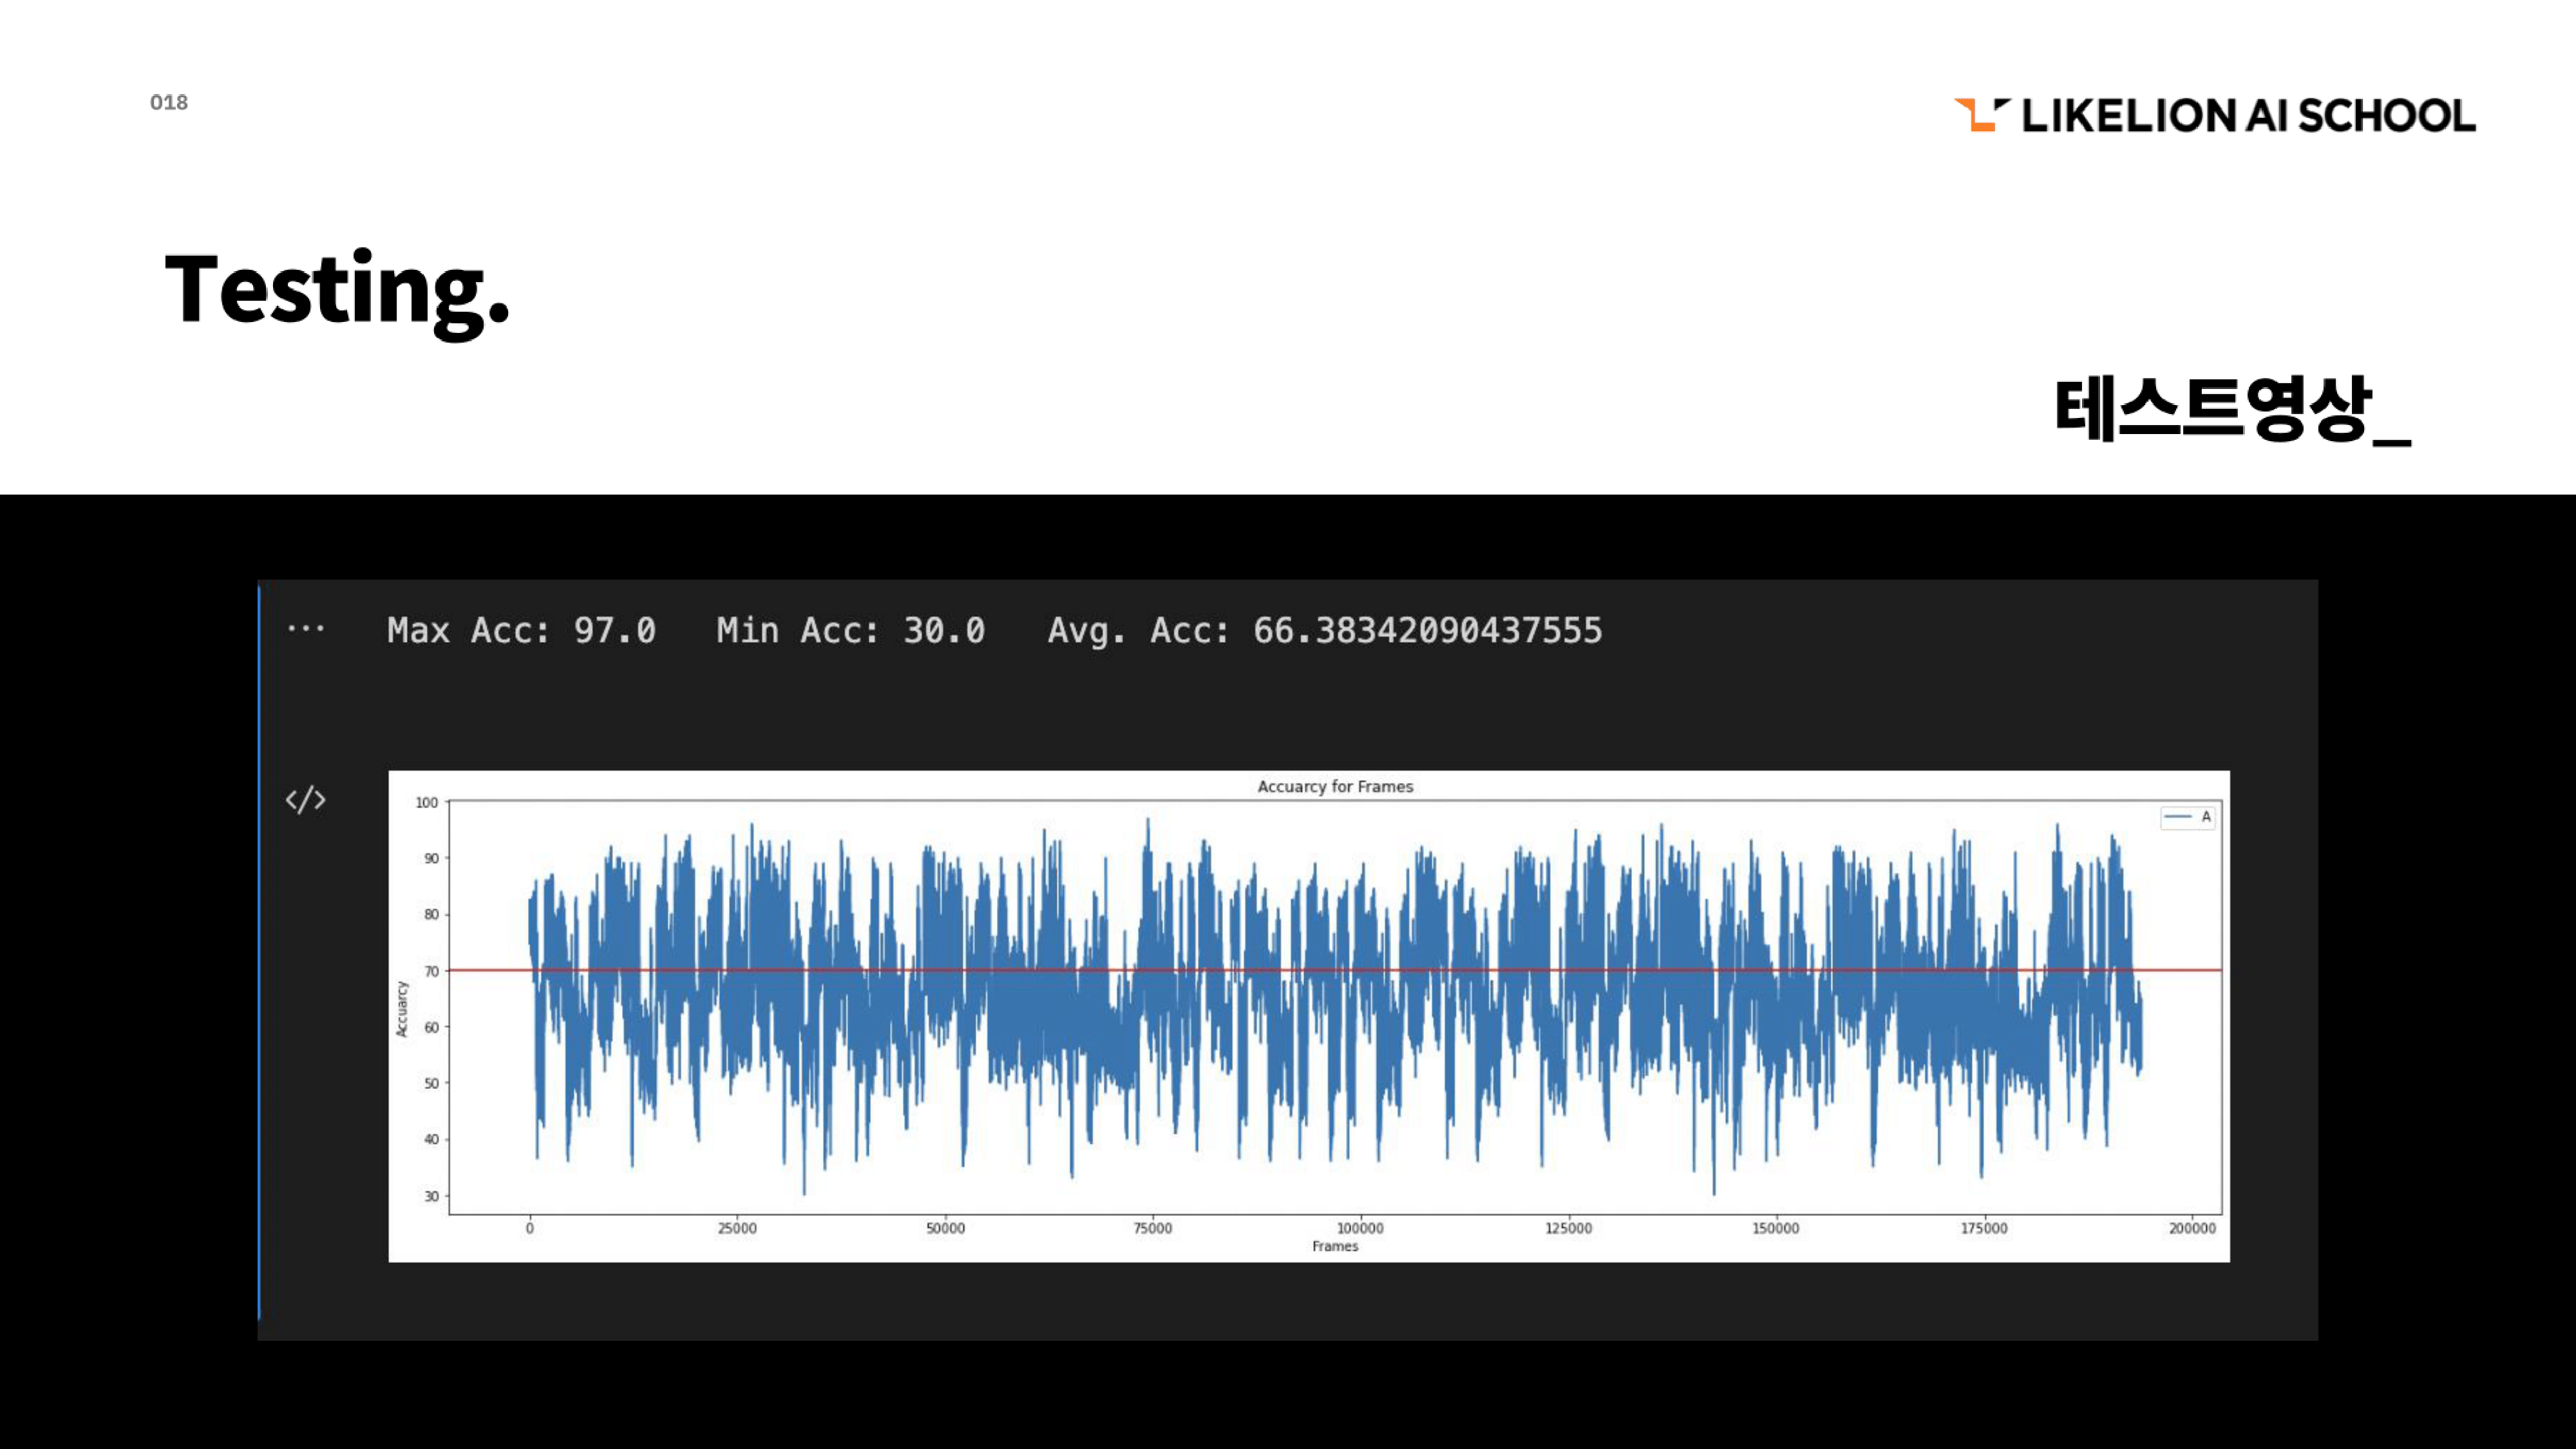 018
LIKELION AI SCHOOL
Testing.
테스트영상_
... Max Acc: 97.0 Min Acc: 30.0 Avg. Acc: 66.38342090437555
</>
Accuarcy for Frames
A
100
90
80
70
60
50
40
30
Accuarcy
0 25000 50000 75000 100000 125000 150000 175000 200000
Frames